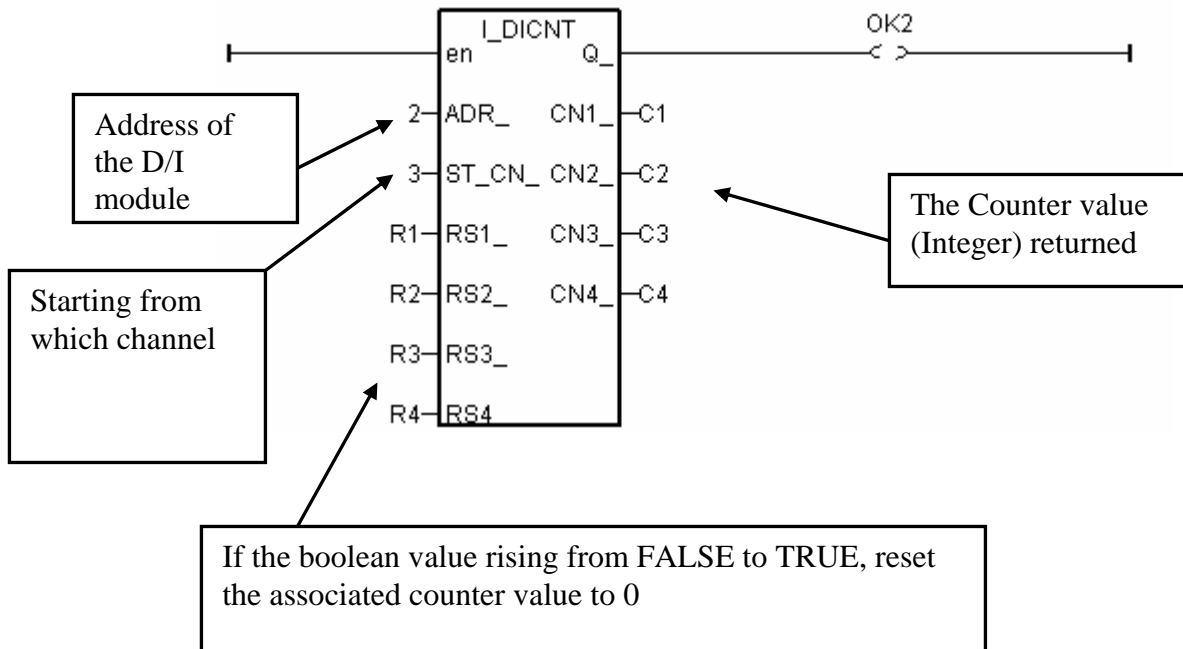 I_DICNT
OK2
en Q_
2 ADR_ CN1_ C1
3 ST_CN_ CN2_ C2
R1 RS1_ CN3_ C3
R2 RS2_ CN4_ C4
R3 RS3_
R4 RS4
Address of
the D/I
module
Starting from
which channel
The Counter value
(Integer) returned
If the boolean value rising from FALSE to TRUE, reset
the associated counter value to 0